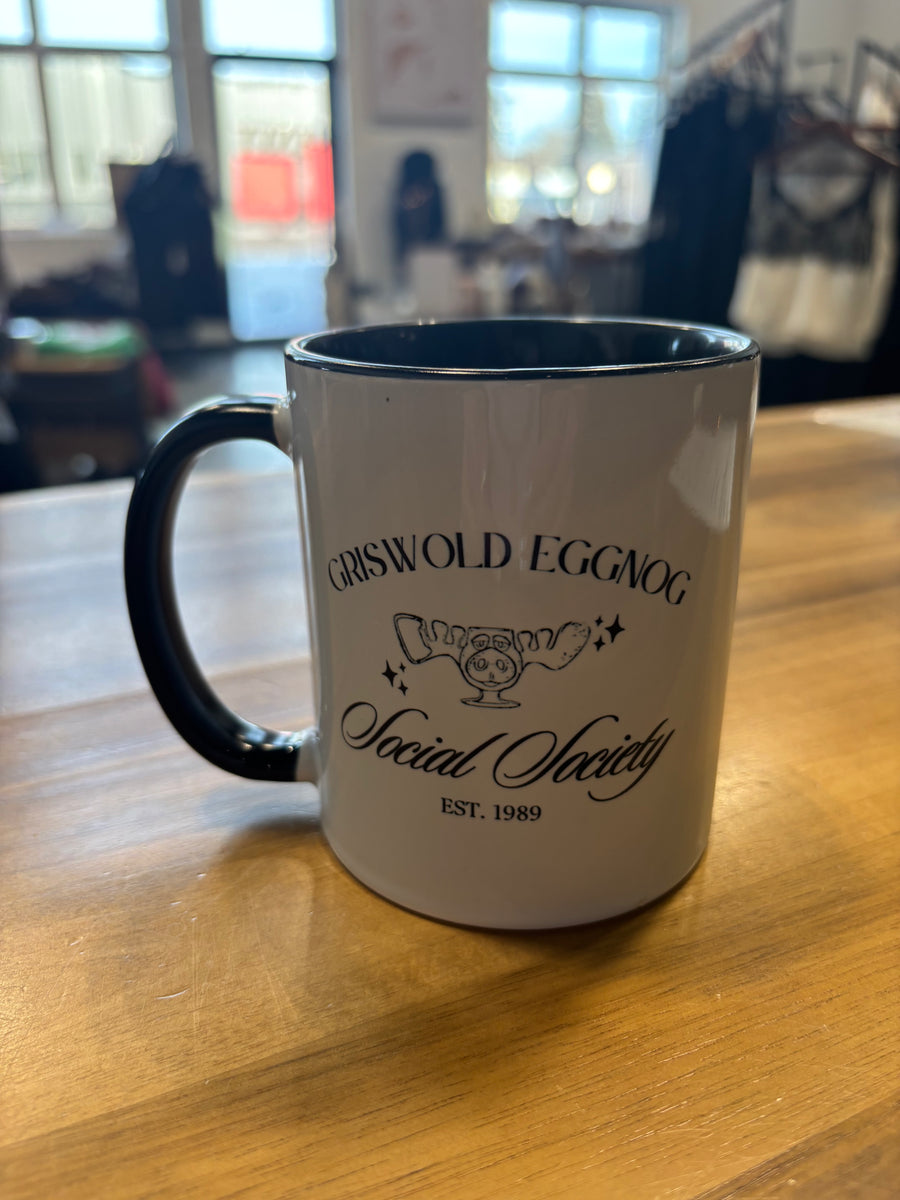 GRISWOLD EGGNOG
Social Society
EST. 1989